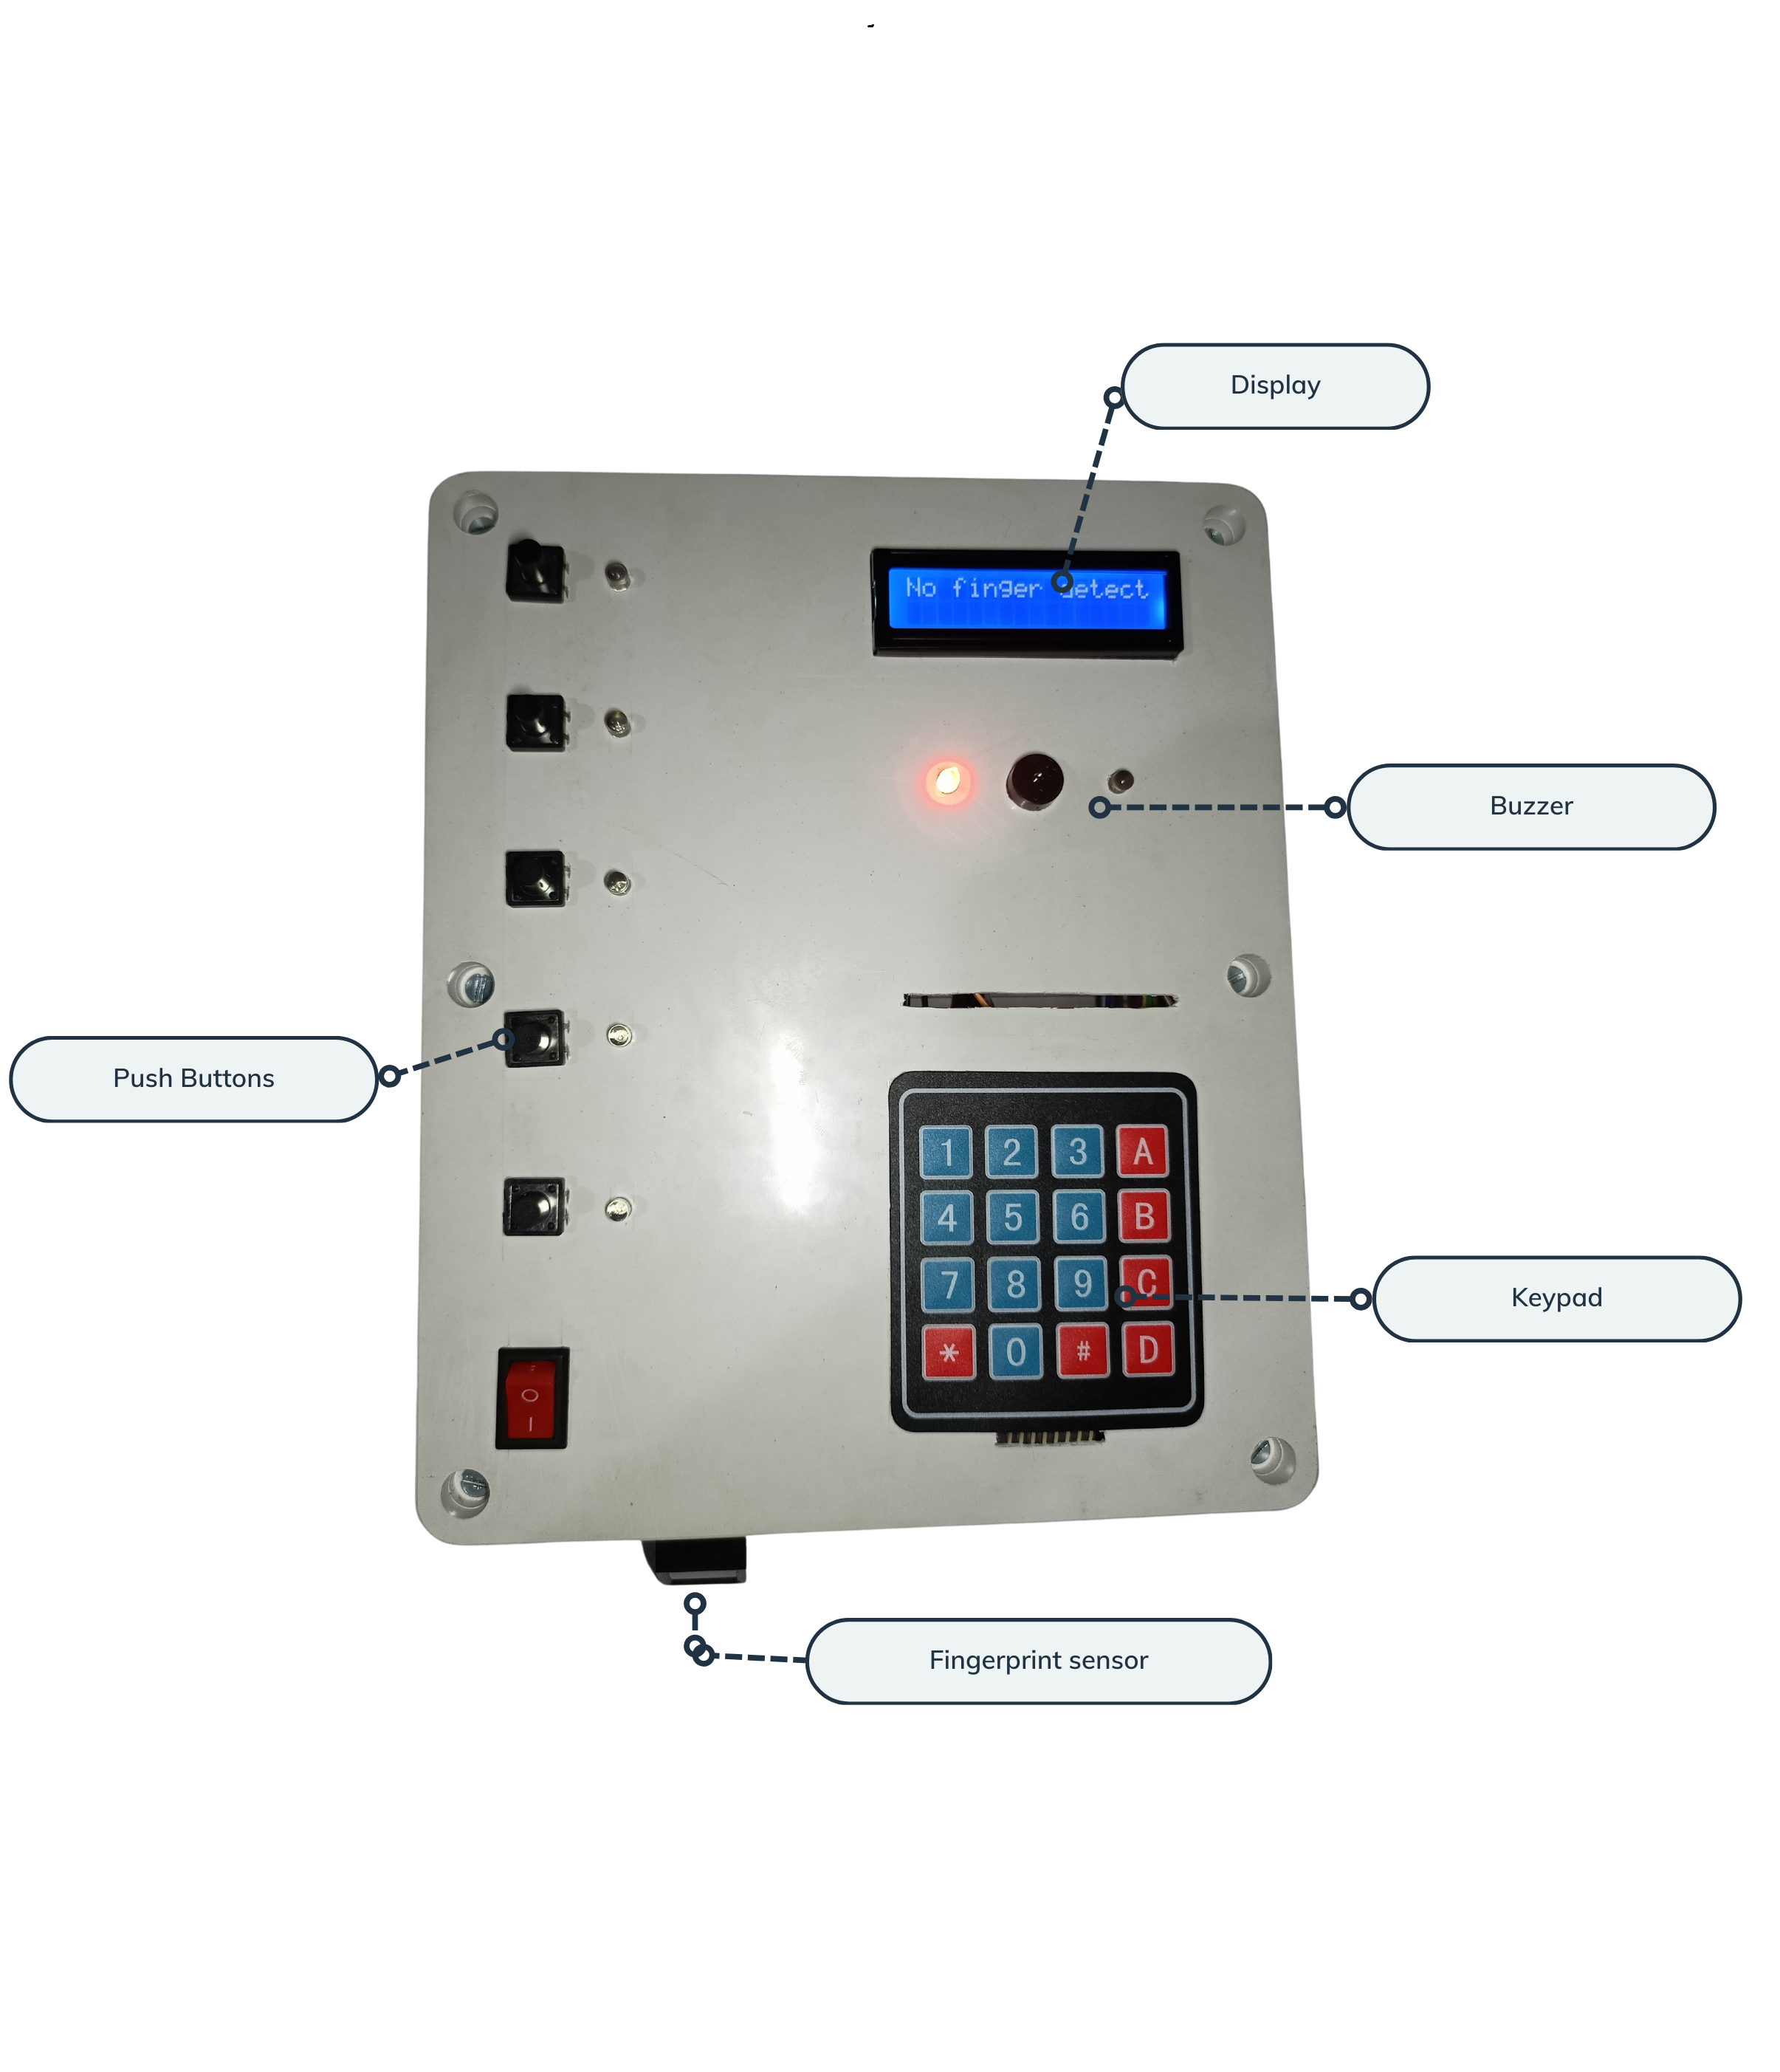 Display
No finger detect
Buzzer
Push Buttons
1 2 3 A
4 5 6 B
7 8 9 C
* 0 # D
Keypad
O
I
Fingerprint sensor